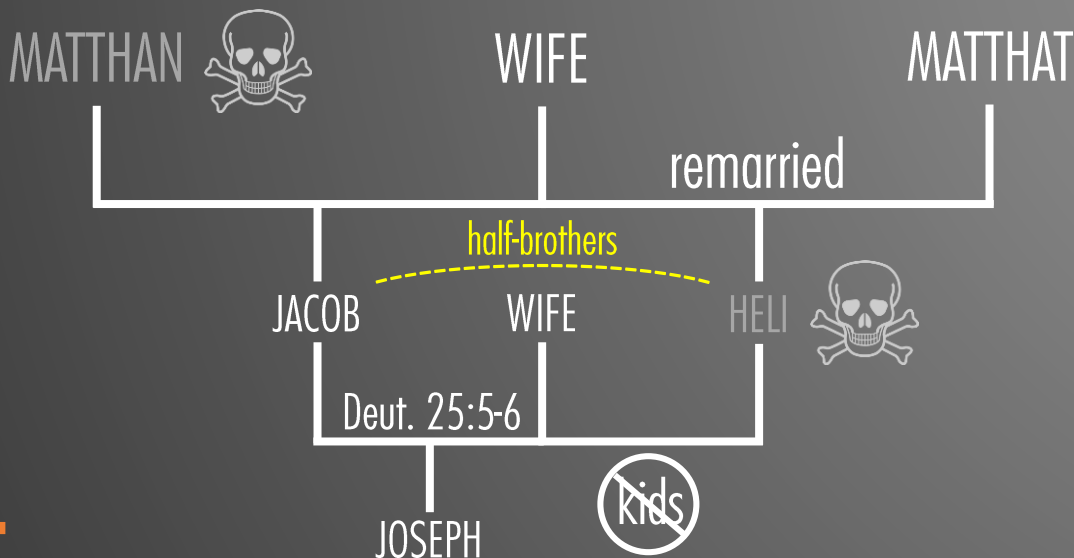 MATTHAN
WIFE
MATTHAT
remarried
half-brothers
JACOB
WIFE
HELI
Deut. 25:5-6
kids
JOSEPH